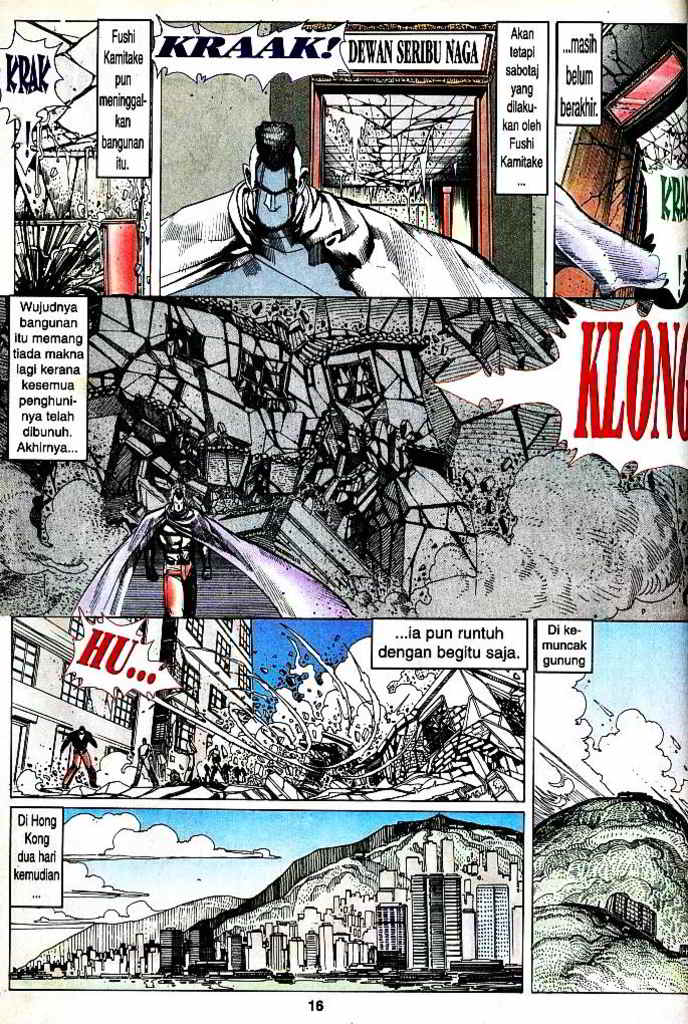 KRAK
!
Fushi
Kamitake
pun
meninggal-
kan
bangunan
itu.
KRAAK!
DEWAN SERIBU NAGA
Akan
tetapi
sabotaj
yang
dilaku-
kan oleh
Fushi
Kamitake
...
...masih
belum
berakhir.
KRA
!
Wujudnya
bangunan
itu memang
tiada makna
lagi kerana
kesemua
penghuni-
nya telah
dibunuh.
Akhirnya...
KLONG
HU...
...ia pun runtuh
dengan begitu saja.
Di ke-
muncak
gunung
Di Hong
Kong
dua hari
kemudian
...
16